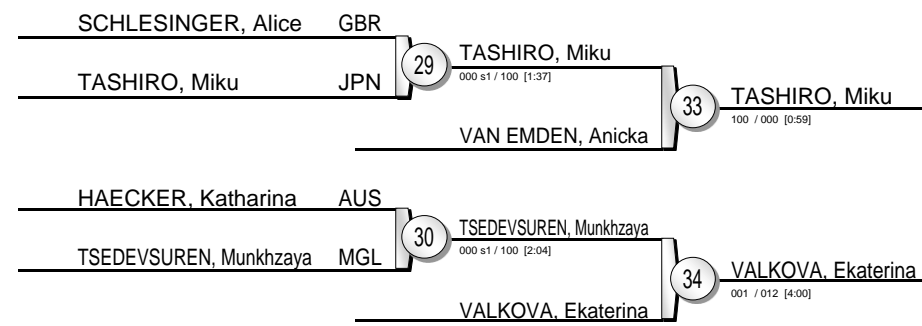 SCHLESINGER, Alice GBR
29
TASHIRO, Miku
000 s1 / 100 [1:37]
TASHIRO, Miku JPN
33
TASHIRO, Miku
100 / 000 [0:59]
VAN EMDEN, Anicka
HAECKER, Katharina AUS
30
TSEDEVSUREN, Munkhzaya
000 s1 / 100 [2:04]
TSEDEVSUREN, Munkhzaya MGL
34
VALKOVA, Ekaterina
001 / 012 [4:00]
VALKOVA, Ekaterina